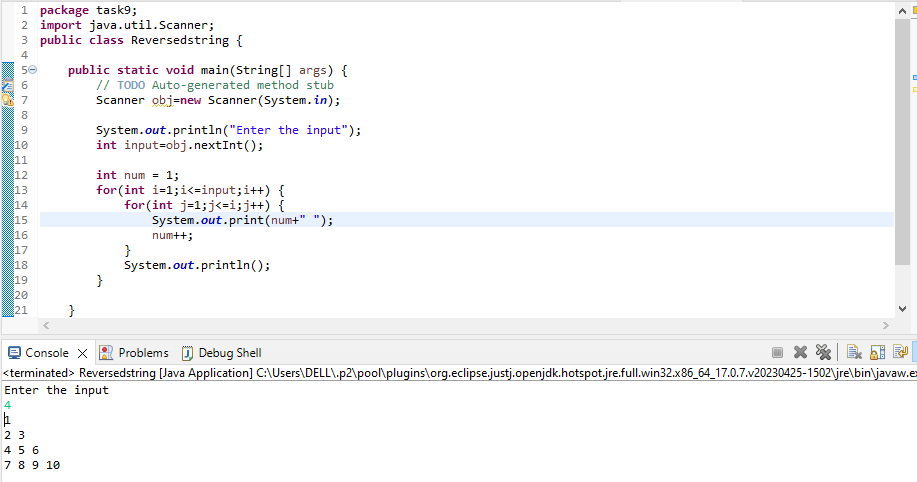 1 package task9;
2 import java.util.Scanner;
3 public class Reversedstring {
4
5 public static void main(String[] args) {
6 // TODO Auto-generated method stub
7 Scanner obj=new Scanner(System.in);
8
9 System.out.println("Enter the input");
10 int input=obj.nextInt();
11
12 int num = 1;
13 for(int i=1;i<=input;i++) {
14 for(int j=1;j<=i;j++) {
15 System.out.print(num+" ");
16 num++;
17 }
18 System.out.println();
19 }
20
21 }
Console Problems Debug Shell
<terminated> Reversedstring [Java Application] C:\Users\DELL\.p2\pool\plugins\org.eclipse.justj.openjdk.hotspot.jre.full.win32.x86_64_17.0.7.v20230425-1502\jre\bin\javaw.ex
Enter the input
4
1
2 3
4 5 6
7 8 9 10